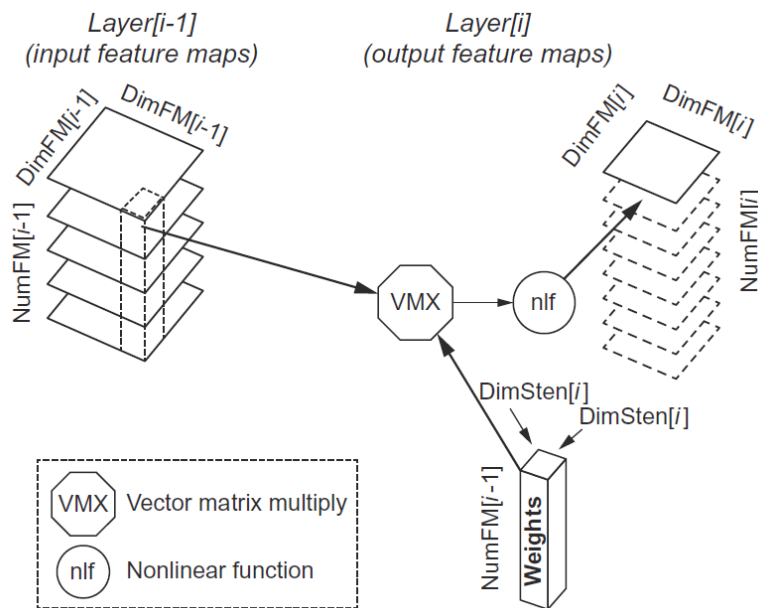 Layer[i-1]
(input feature maps)
Layer[i]
(output feature maps)
DimFM[i-1]
DimFM[i-1]
NumFM[i-1]
DimFM[i]
DimFM[i]
NumFM[i]
VMX
nlf
DimSten[i]
DimSten[i]
NumFM[i-1]
Weights
VMX Vector matrix multiply
nlf Nonlinear function